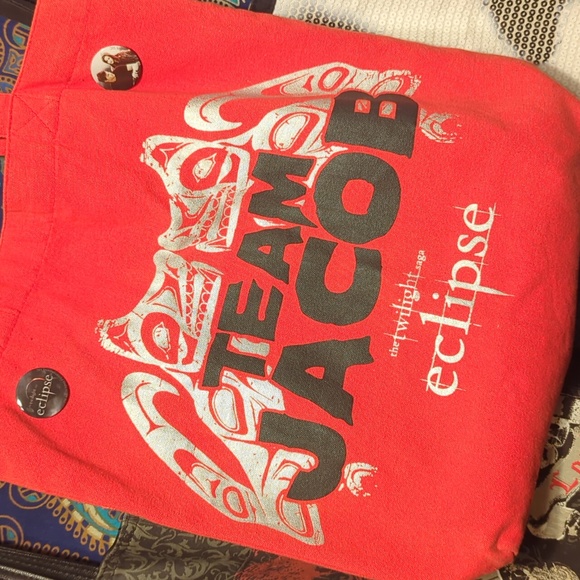 TEAM
JACOB
the twilight saga
eclipse
eclipse